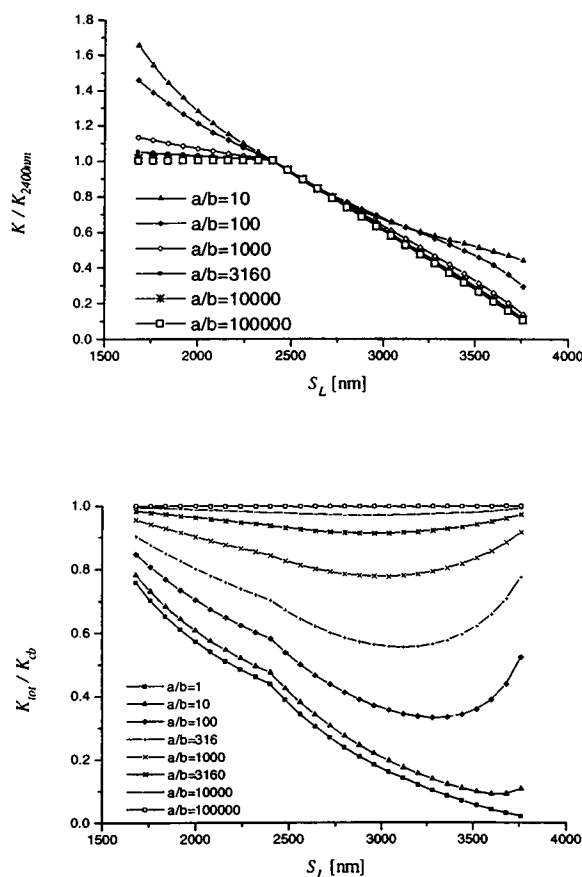 1.8
1.6
1.4
1.2
1.0
0.8
0.6
0.4
0.2
0.0
K / K2400nm
a/b=10
a/b=100
a/b=1000
a/b=3160
a/b=10000
a/b=100000
1500 2000 2500 3000 3500 4000
SL [nm]
1.0
0.8
0.6
0.4
0.2
0.0
Ktot / Kcb
a/b=1
a/b=10
a/b=100
a/b=316
a/b=1000
a/b=3160
a/b=10000
a/b=100000
1500 2000 2500 3000 3500 4000
SL [nm]